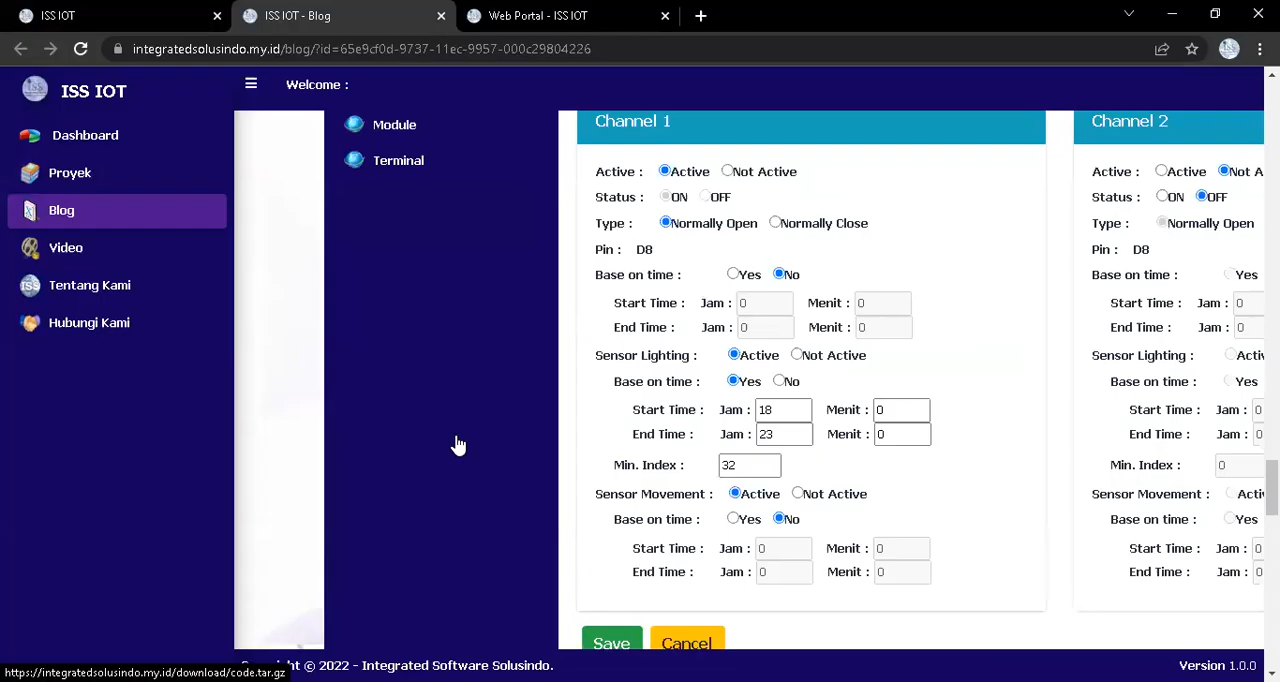 ISS IOT
ISS IOT - Blog
Web Portal - ISS IOT
integratedsolusindo.my.id/blog/?id=65e9cf0d-9737-11ec-9957-000c29804226
ISS IOT
Welcome :
Dashboard
Proyek
Blog
Video
Tentang Kami
Hubungi Kami
Module
Terminal
Channel 1
Active : Active Not Active
Status : ON OFF
Type : Normally Open Normally Close
Pin : D8
Base on time : Yes No
Start Time : Jam : 0 Menit : 0
End Time : Jam : 0 Menit : 0
Sensor Lighting : Active Not Active
Base on time : Yes No
Start Time : Jam : 18 Menit : 0
End Time : Jam : 23 Menit : 0
Min. Index : 32
Sensor Movement : Active Not Active
Base on time : Yes No
Start Time : Jam : 0 Menit : 0
End Time : Jam : 0 Menit : 0
Save Cancel
Channel 2
Active : Active Not A
Status : ON OFF
Type : Normally Open
Pin : D8
Base on time : Yes
Start Time : Jam : 0
End Time : Jam : 0
Sensor Lighting : Activ
Base on time : Yes
Start Time : Jam : 0
End Time : Jam : 0
Min. Index : 0
Sensor Movement : Activ
Base on time : Yes
Start Time : Jam : 0
End Time : Jam : 0
ht © 2022 - Integrated Software Solusindo.
Version 1.0.0
https://integratedsolusindo.my.id/download/code.tar.gz